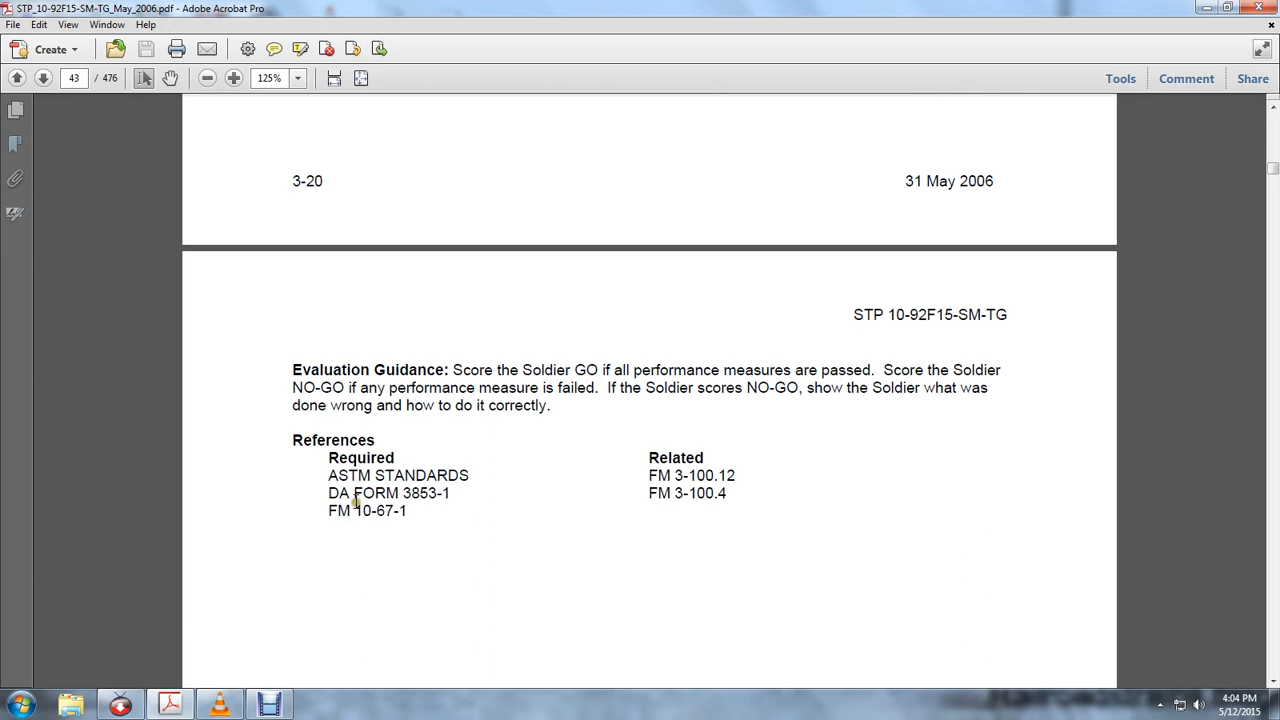 STP_10-92F15-SM-TG_May_2006.pdf - Adobe Acrobat Pro
File Edit View Window Help
Create
43 / 476 125% Tools Comment Share
3-20 31 May 2006
STP 10-92F15-SM-TG
Evaluation Guidance: Score the Soldier GO if all performance measures are passed. Score the Soldier
NO-GO if any performance measure is failed. If the Soldier scores NO-GO, show the Soldier what was
done wrong and how to do it correctly.
References
Required Related
ASTM STANDARDS FM 3-100.12
DA FORM 3853-1 FM 3-100.4
FM 10-67-1
4:04 PM
5/12/2015